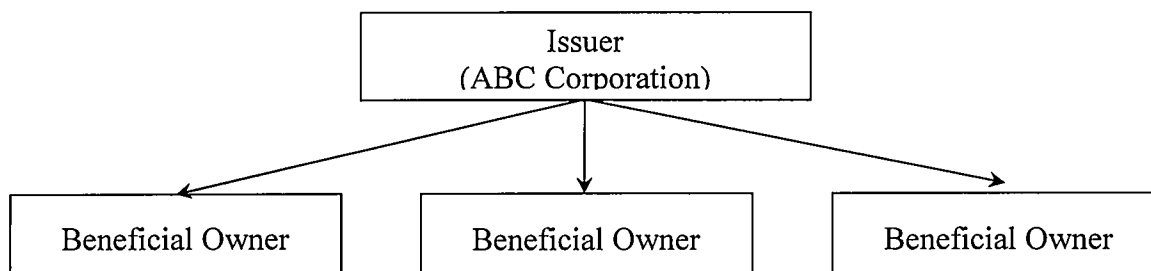 Issuer
(ABC Corporation)
Beneficial Owner
Beneficial Owner
Beneficial Owner